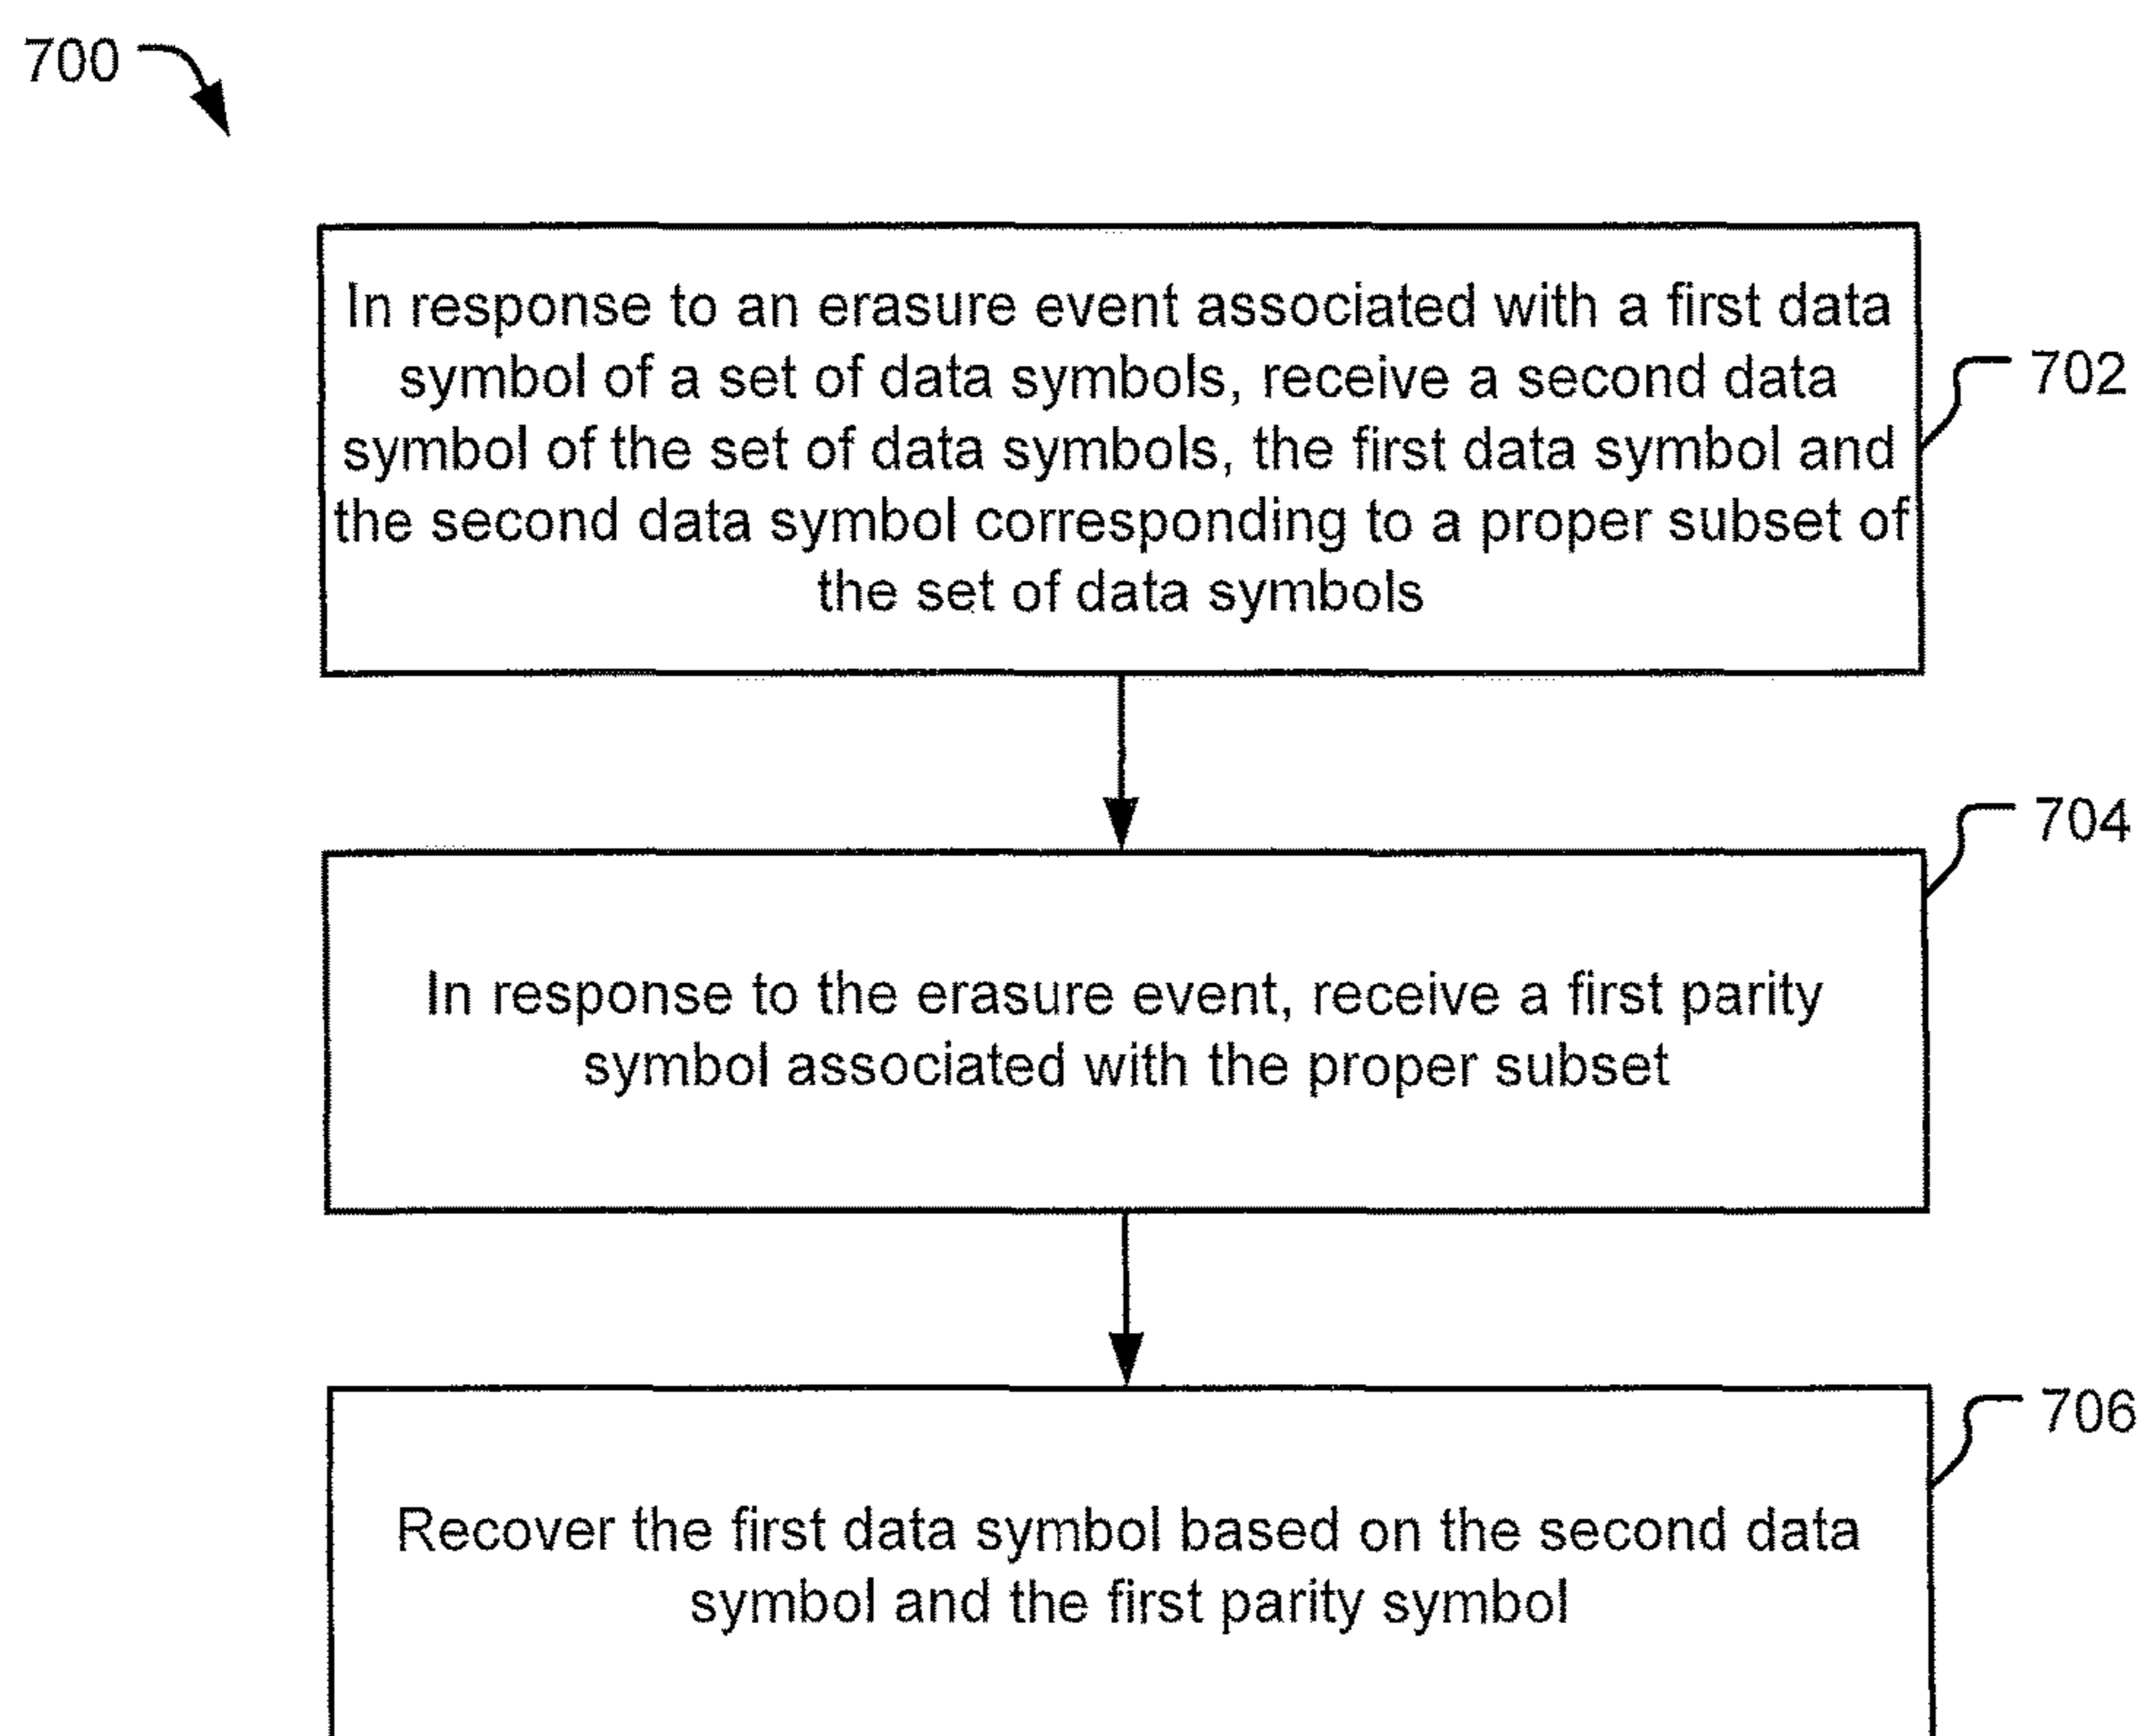 700
In response to an erasure event associated with a first data
symbol of a set of data symbols, receive a second data
symbol of the set of data symbols, the first data symbol and
the second data symbol corresponding to a proper subset of
the set of data symbols
702
704
In response to the erasure event, receive a first parity
symbol associated with the proper subset
706
Recover the first data symbol based on the second data
symbol and the first parity symbol